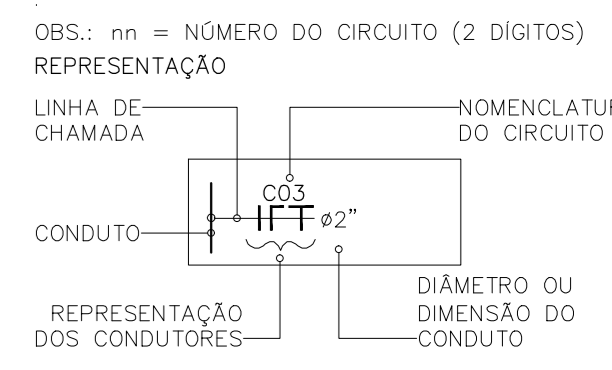 OBS.: nn = NÚMERO DO CIRCUITO (2 DÍGITOS)
REPRESENTAÇÃO
LINHA DE
CHAMADA
NOMENCLATUR
DO CIRCUITO
C03
ø2"
CONDUTO
REPRESENTAÇÃO
DOS CONDUTORES
DIÂMETRO OU
DIMENSÃO DO
CONDUTO